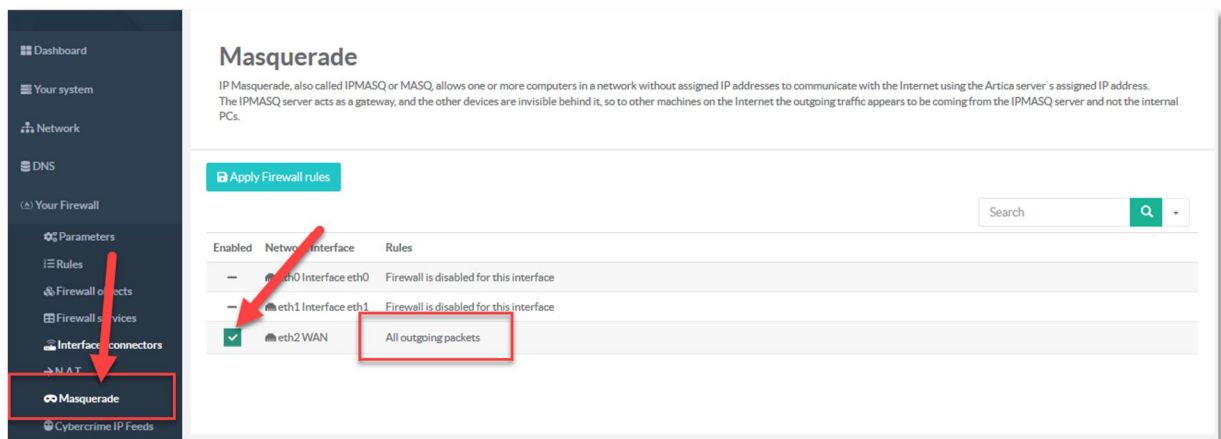 Dashboard
Your system
Network
DNS
Your Firewall
Parameters
Rules
Firewall objects
Firewall services
Interface connectors
N.A.T
Masquerade
Cybercrime IP Feeds
Masquerade
IP Masquerade, also called IPMASQ or MASQ, allows one or more computers in a network without assigned IP addresses to communicate with the Internet using the Artica server`s assigned IP address.
The IPMASQ server acts as a gateway, and the other devices are invisible behind it, so to other machines on the Internet the outgoing traffic appears to be coming from the IPMASQ server and not the internal
PCs.
Apply Firewall rules
Search
Enabled Network Interface Rules
eth0 Interface eth0 Firewall is disabled for this interface
eth1 Interface eth1 Firewall is disabled for this interface
eth2 WAN All outgoing packets